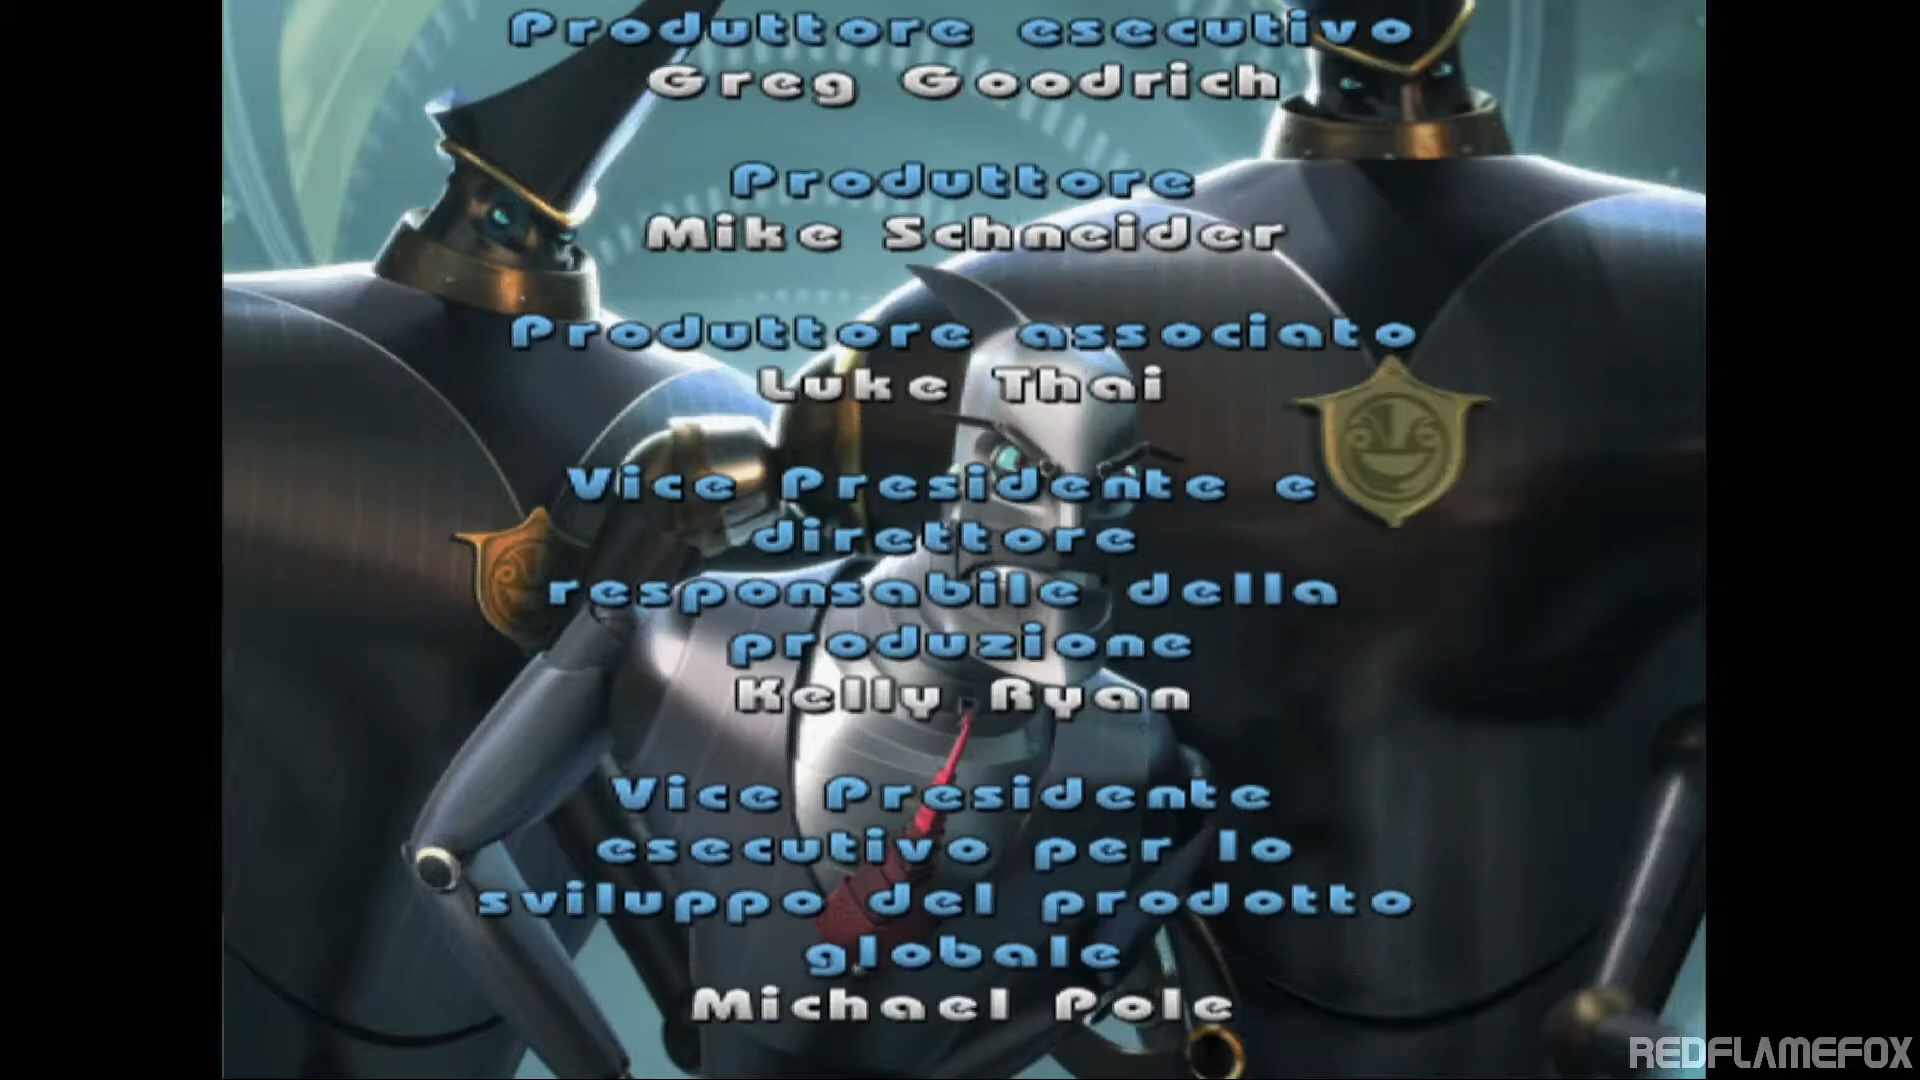 Produttore esecutivo
Greg Goodrich
Produttore
Mike Schneider
Produttore associato
Luke Thai
Vice Presidente e
direttore
responsabile della
produzione
Kelly Ryan
Vice Presidente
esecutivo per lo
sviluppo del prodotto
globale
Michael Pole
REDFLAMEFOX